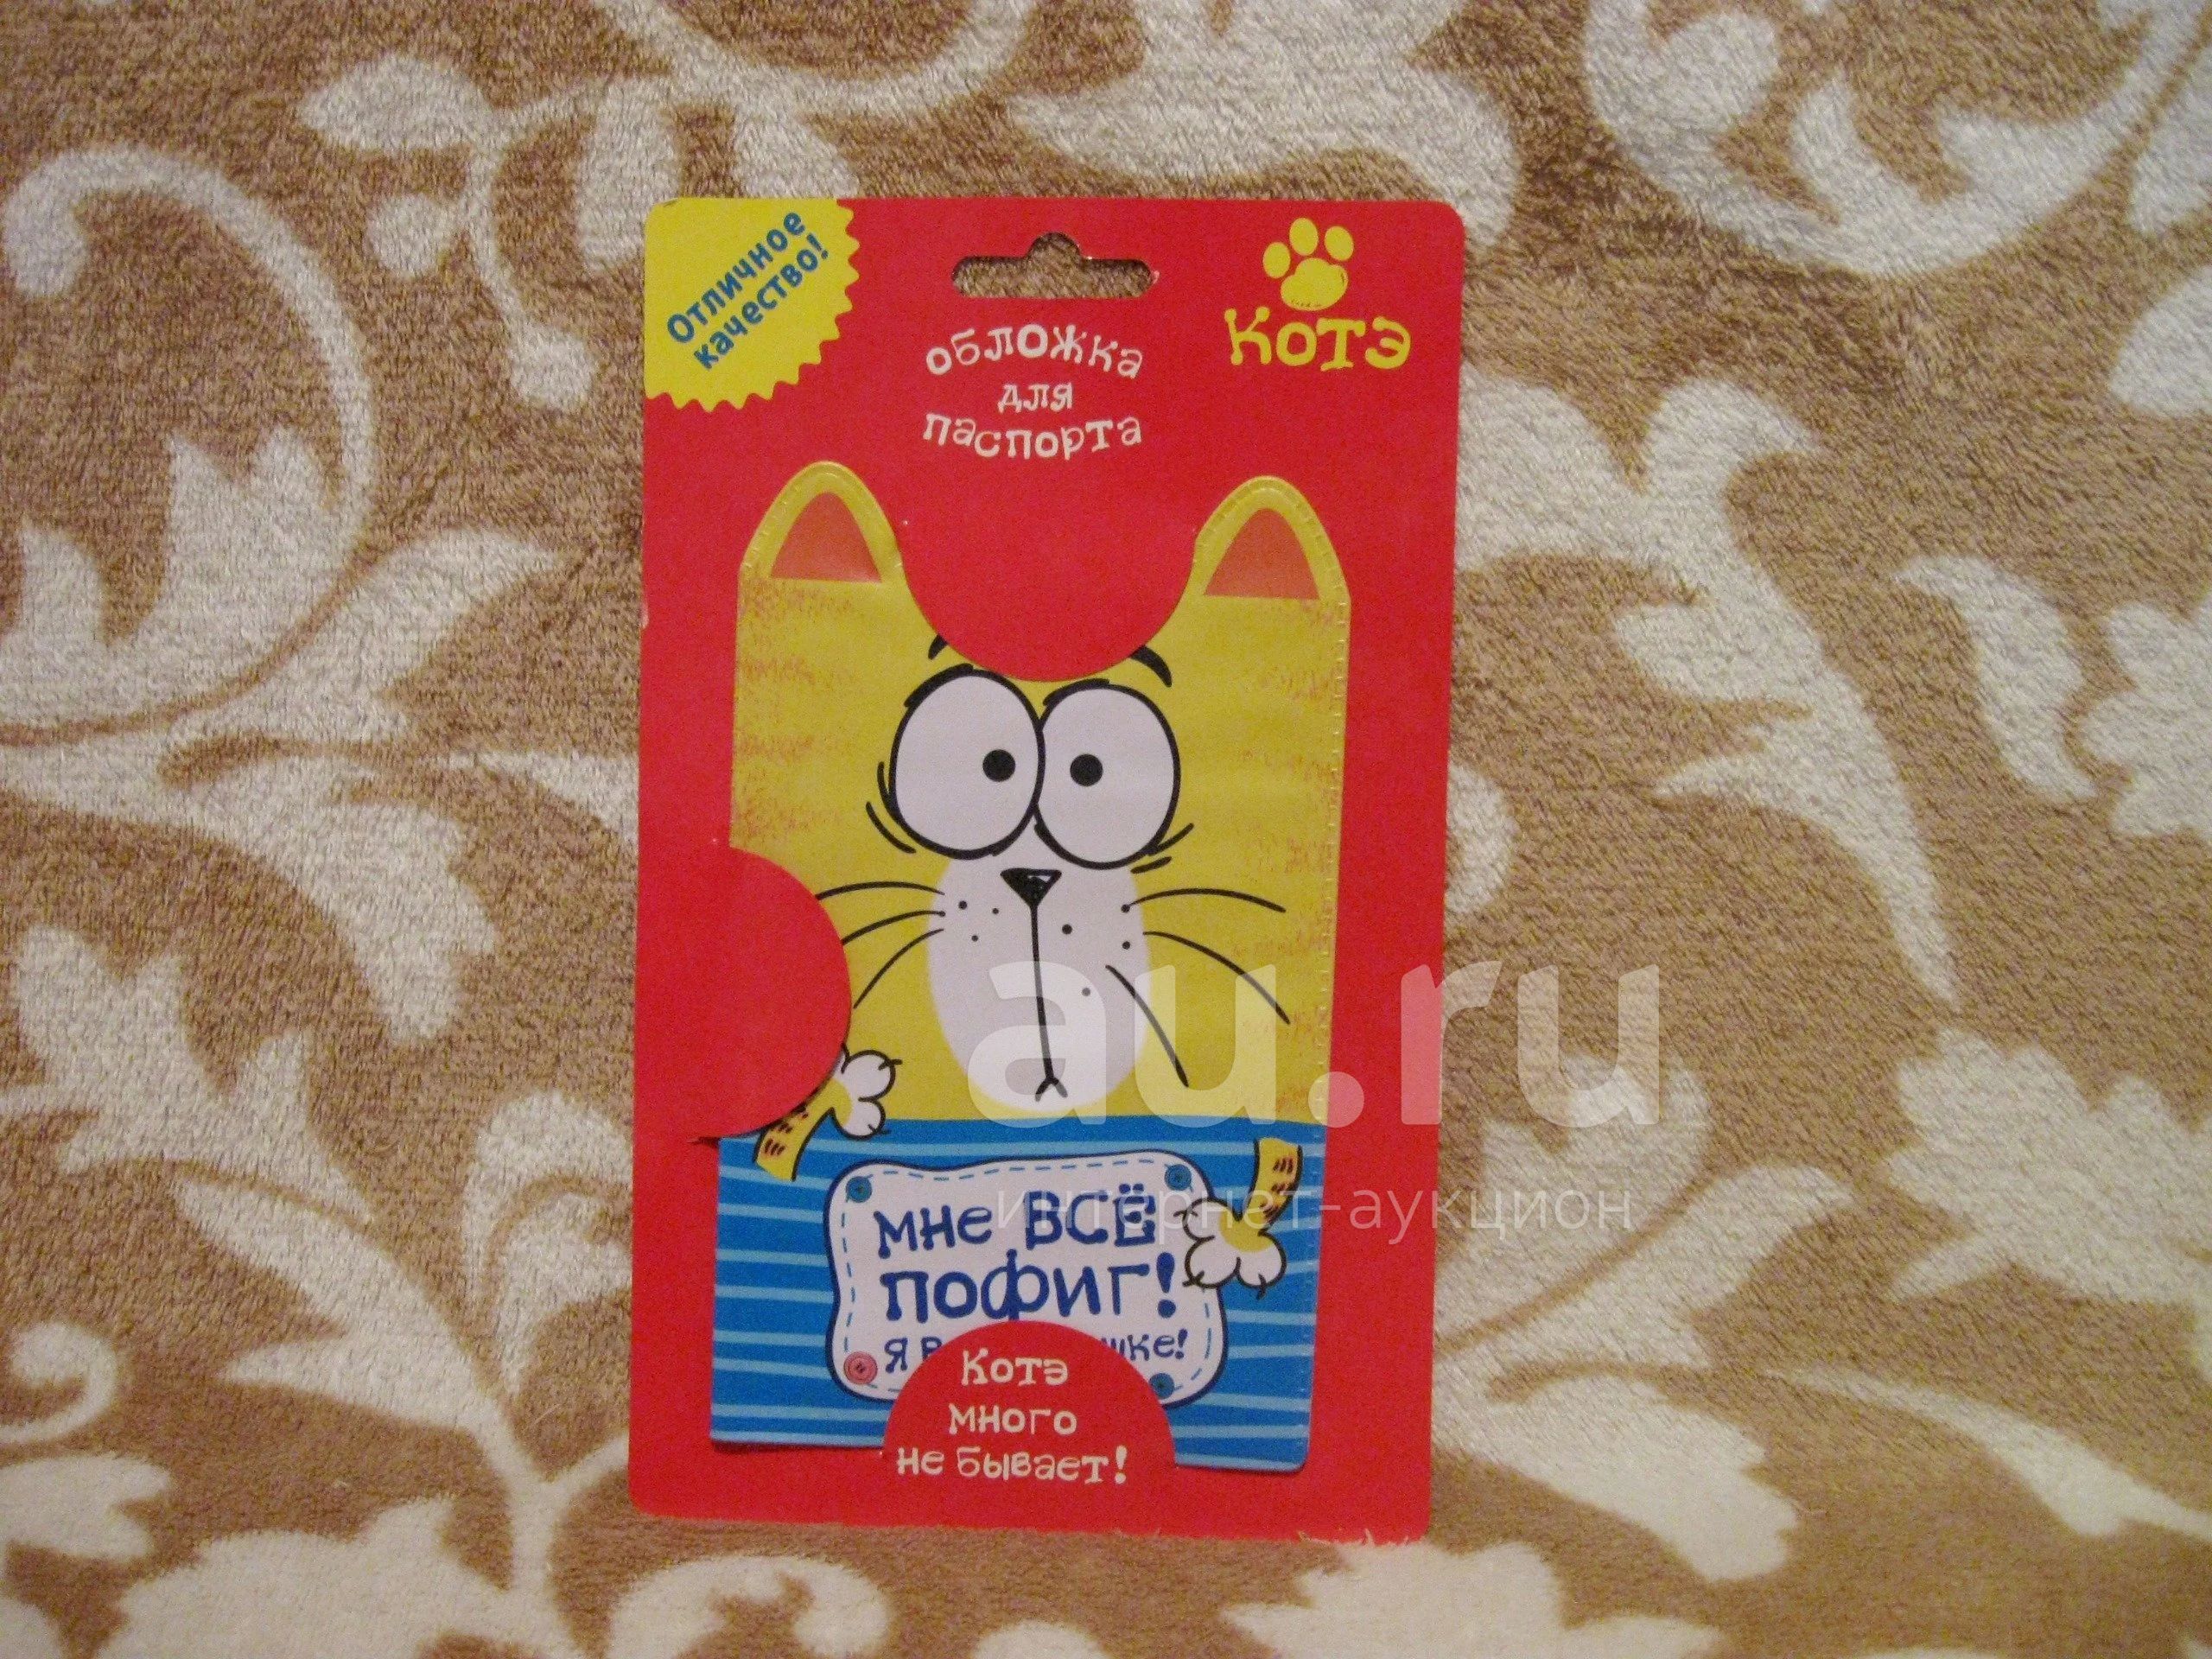 Отличное
качество!
котэ
обложка
для
паспорта
мне ВСЁ
пофиг!
я
Котэ
много
не бывает!
au.ru
интернет-аукцион